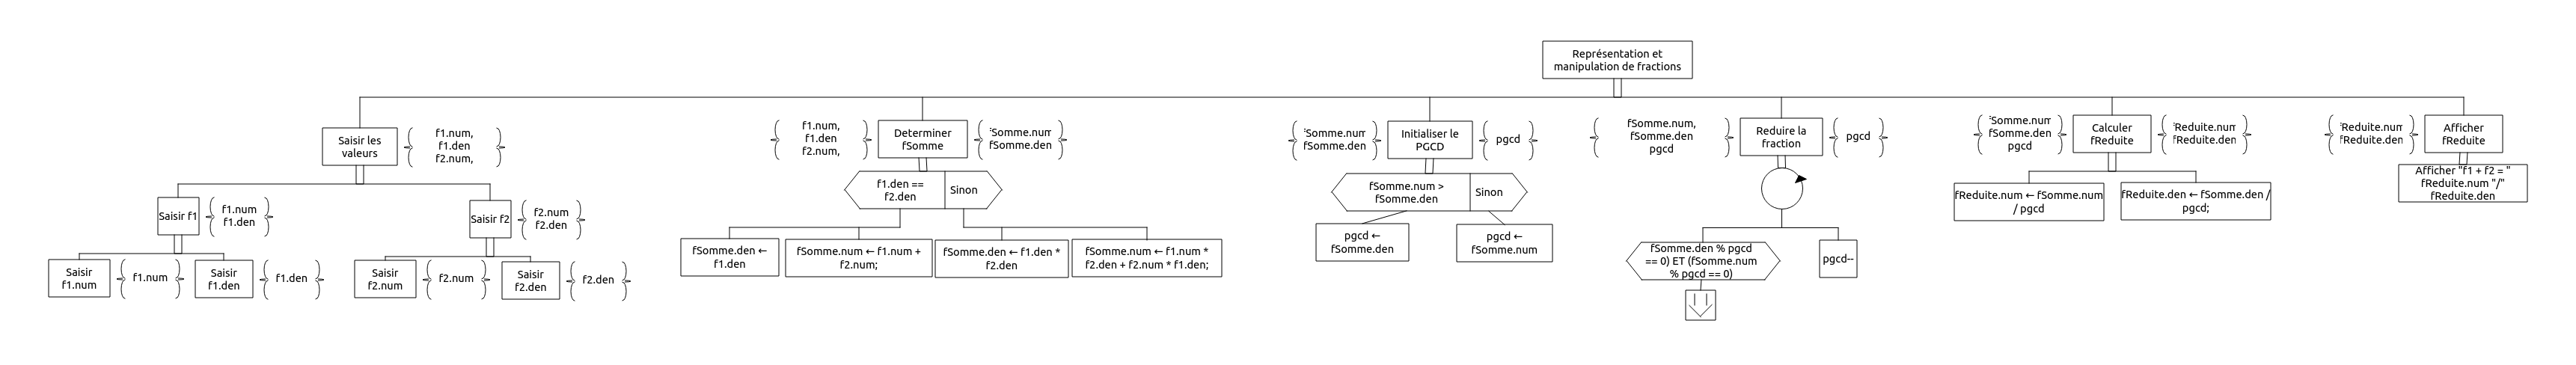 Représentation et
manipulation de fractions
Saisir les
valeurs
f1.num,
f1.den
f2.num,
Saisir f1
f1.num
f1.den
Saisir
f1.num
f1.num
Saisir
f1.den
f1.den
Saisir f2
f2.num
f2.den
Saisir
f2.num
f2.num
Saisir
f2.den
f2.den
f1.num,
f1.den
f2.num,
Determiner
fSomme
fSomme.num
fSomme.den
f1.den ==
f2.den
Sinon
fSomme.den ←
f1.den
fSomme.num ← f1.num +
f2.num;
fSomme.den ← f1.den *
f2.den
fSomme.num ← f1.num *
f2.den + f2.num * f1.den;
fSomme.num
fSomme.den
Initialiser le
PGCD
pgcd
fSomme.num >
fSomme.den
Sinon
pgcd ←
fSomme.den
pgcd ←
fSomme.num
fSomme.num,
fSomme.den
pgcd
Reduire la
fraction
pgcd
fSomme.den % pgcd
== 0) ET (fSomme.num
% pgcd == 0)
pgcd--
fSomme.num
fSomme.den
pgcd
Calculer
fReduite
fReduite.num
fReduite.den
fReduite.num ← fSomme.num
/ pgcd
fReduite.den ← fSomme.den /
pgcd;
fReduite.num
fReduite.den
Afficher
fReduite
Afficher "f1 + f2 = "
fReduite.num "/"
fReduite.den